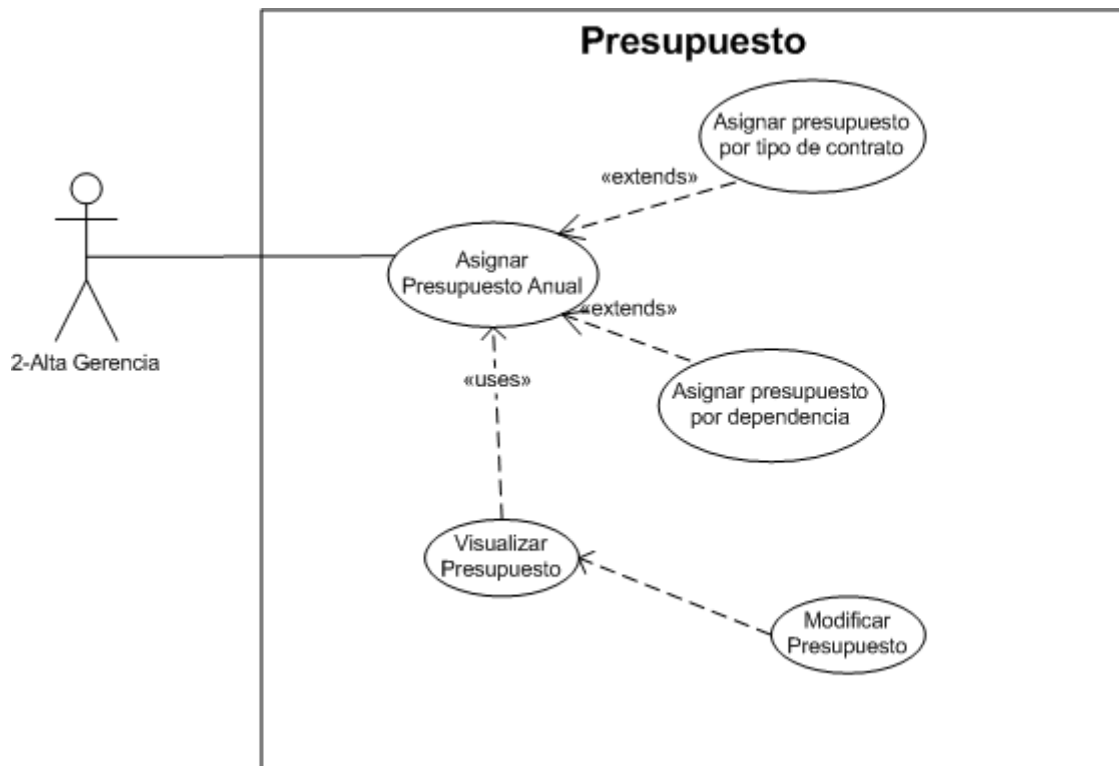 Presupuesto
Asignar presupuesto
por tipo de contrato
«extends»
Asignar
Presupuesto Anual
«extends»
2-Alta Gerencia
«uses»
Asignar presupuesto
por dependencia
Visualizar
Presupuesto
Modificar
Presupuesto